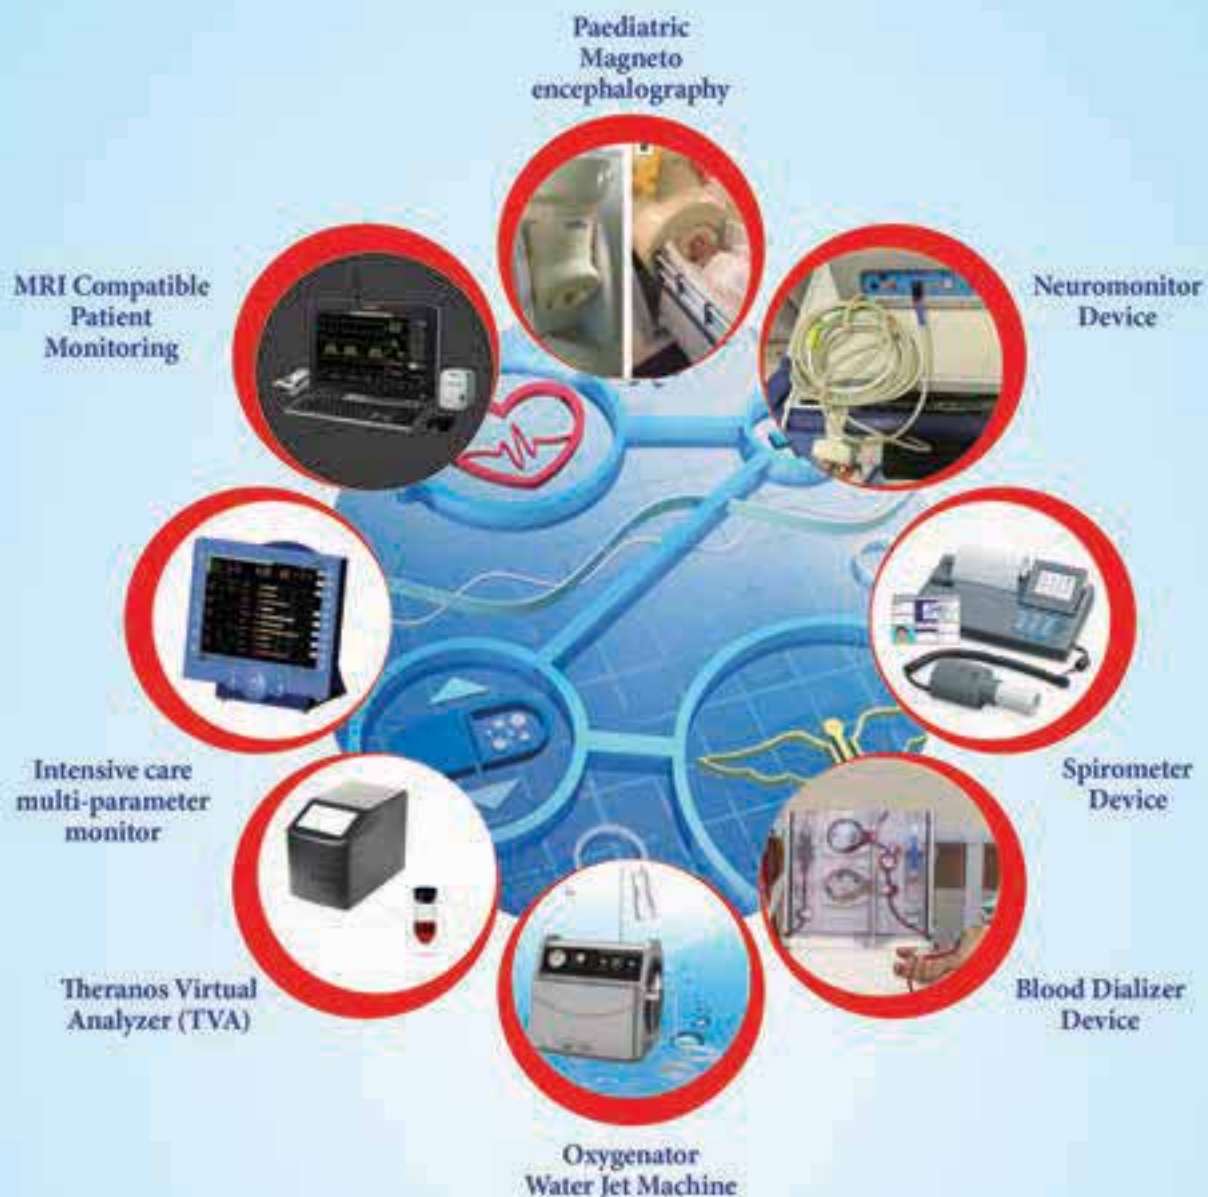 Paediatric
Magneto
encephalography
MRI Compatible
Patient
Monitoring
Neuromonitor
Device
Intensive care
multi-parameter
monitor
Spirometer
Device
Theranos Virtual
Analyzer (TVA)
Blood Dializer
Device
Oxygenator
Water Jet Machine